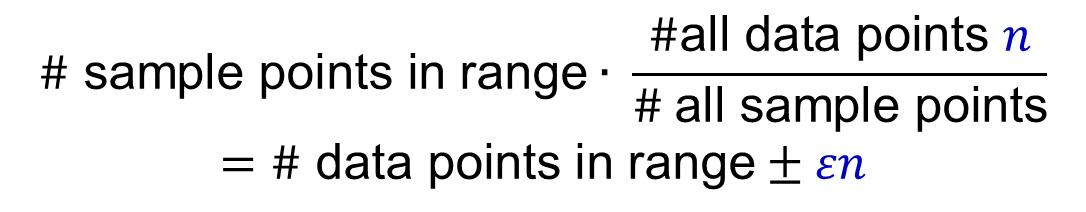 #all data points n
# sample points in range ·
# all sample points
= # data points in range ± εn